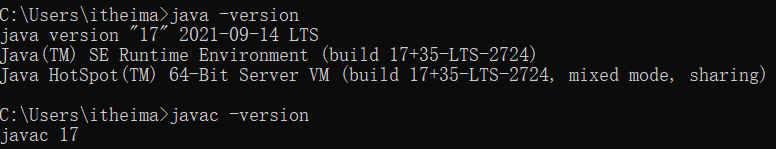 C:\Users\itheima>java -version
java version "17" 2021-09-14 LTS
Java(TM) SE Runtime Environment (build 17+35-LTS-2724)
Java HotSpot(TM) 64-Bit Server VM (build 17+35-LTS-2724, mixed mode, sharing)
C:\Users\itheima>javac -version
javac 17